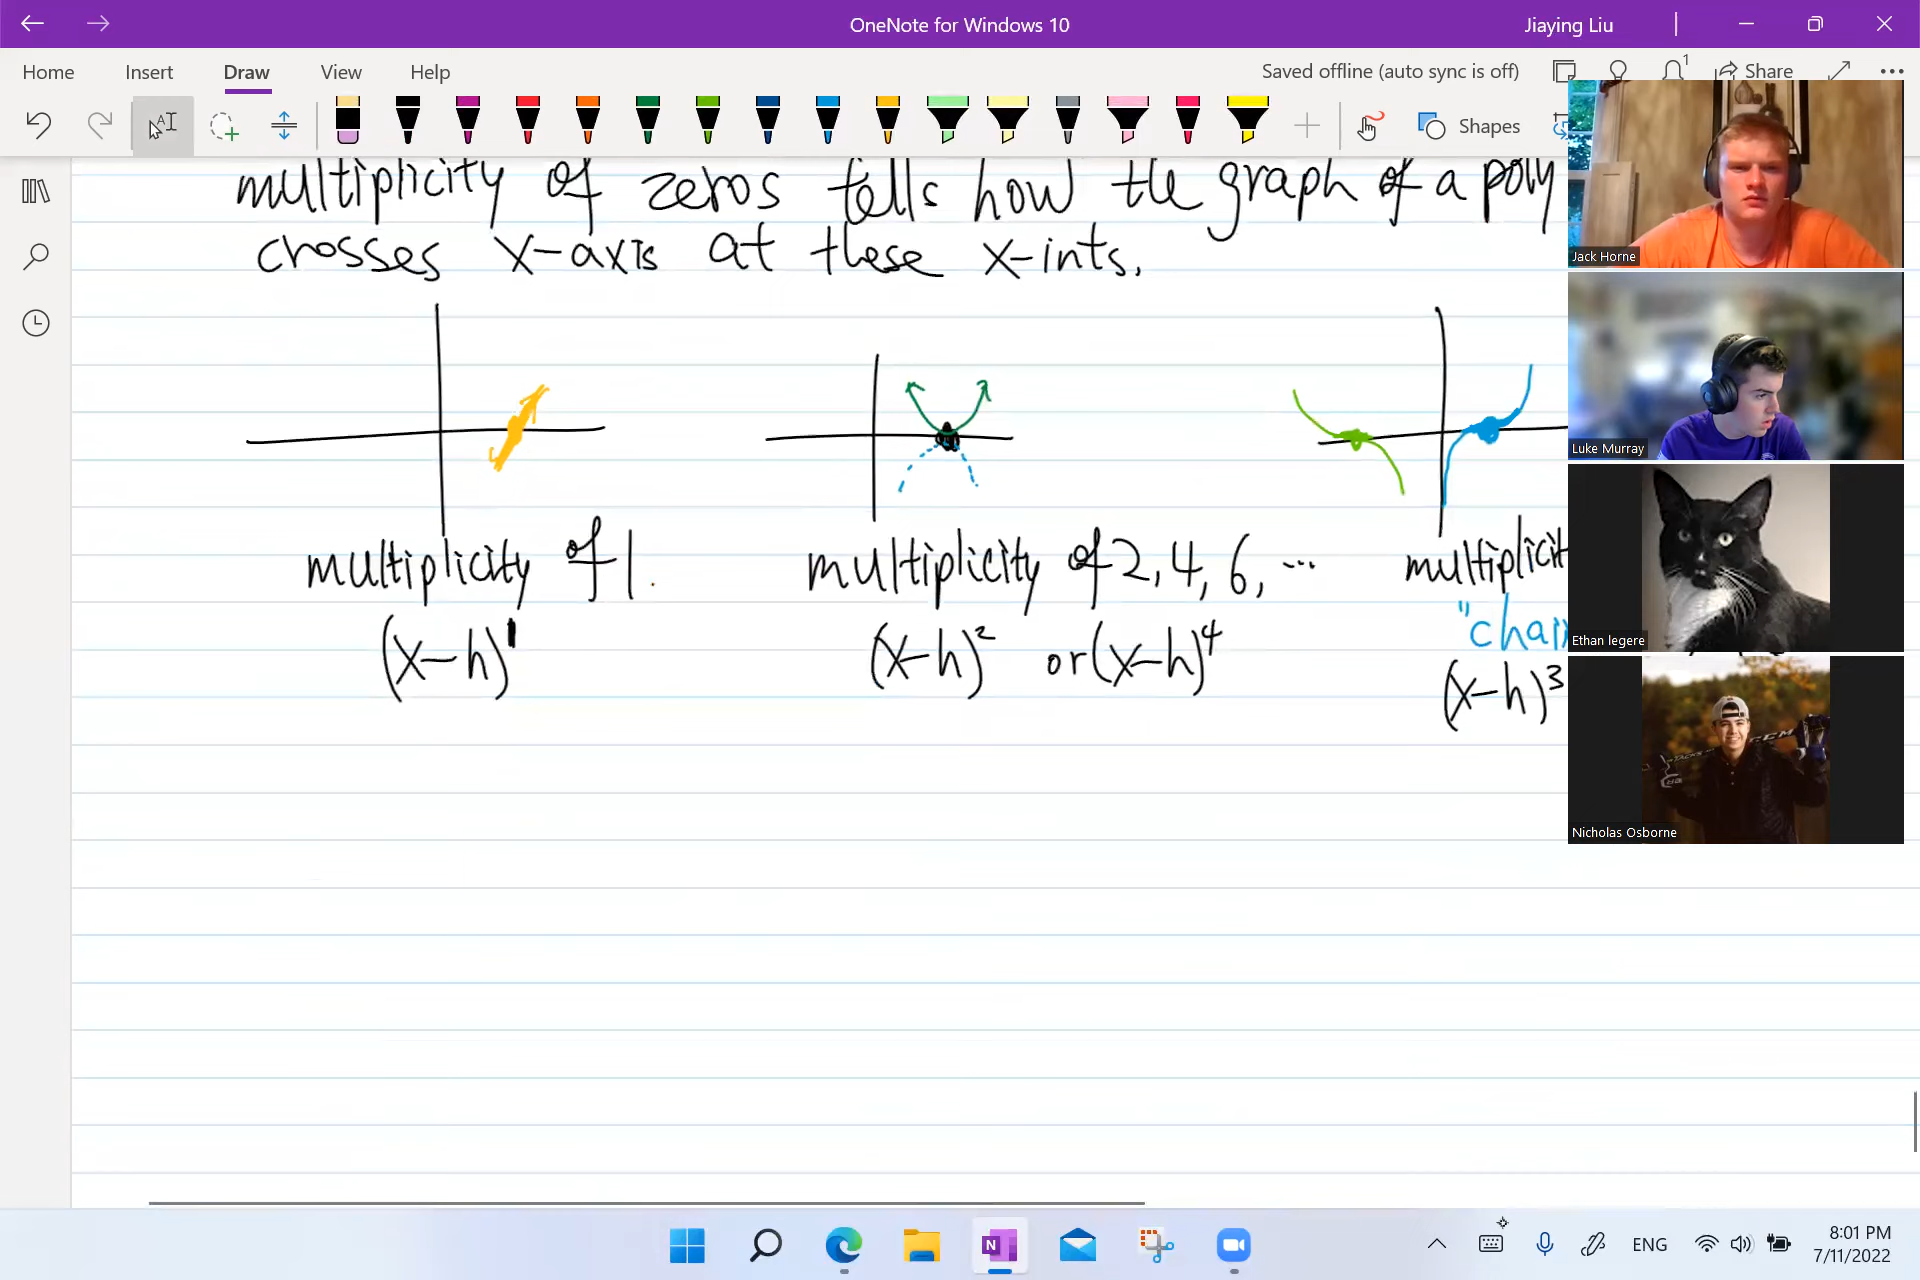 OneNote for Windows 10
Jiaying Liu
Home Insert Draw View Help
Saved offline (auto sync is off)
1
Share
Shapes
multiplicity of zeros tells how the graph of a poly
crosses x-axis at these x-ints.
multiplicity of 1.
multiplicity of 2, 4, 6, ...
multiplicit
"chair
(x-h)¹
(x-h)² or (x-h)⁴
(x-h)³
Jack Horne
Luke Murray
Ethan legere
Nicholas Osborne
CCM
N
ENG
8:01 PM
7/11/2022